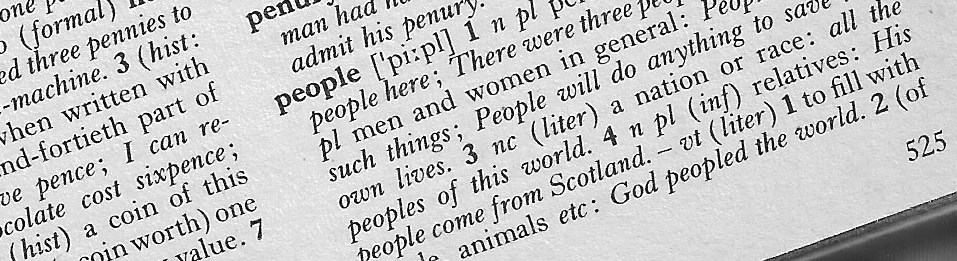 one
(formal)
ed three pennies to
-machine. 3 (hist:
when written with
nd-fortieth part of
ve pence; I can re-
colate cost sixpence;
(hist) a coin of this
oin worth) one
value. 7
man had
admit his penury.
people ['pi:pl] 1 n pl
people here; There were three
pl men and women in general:
such things; People will do anything to save
own lives. 3 nc (liter) a nation or race: all the
peoples of this world. 4 n pl (inf) relatives: His
people come from Scotland. – vt (liter) 1 to fill with
animals etc: God peopled the world. 2 (of
525